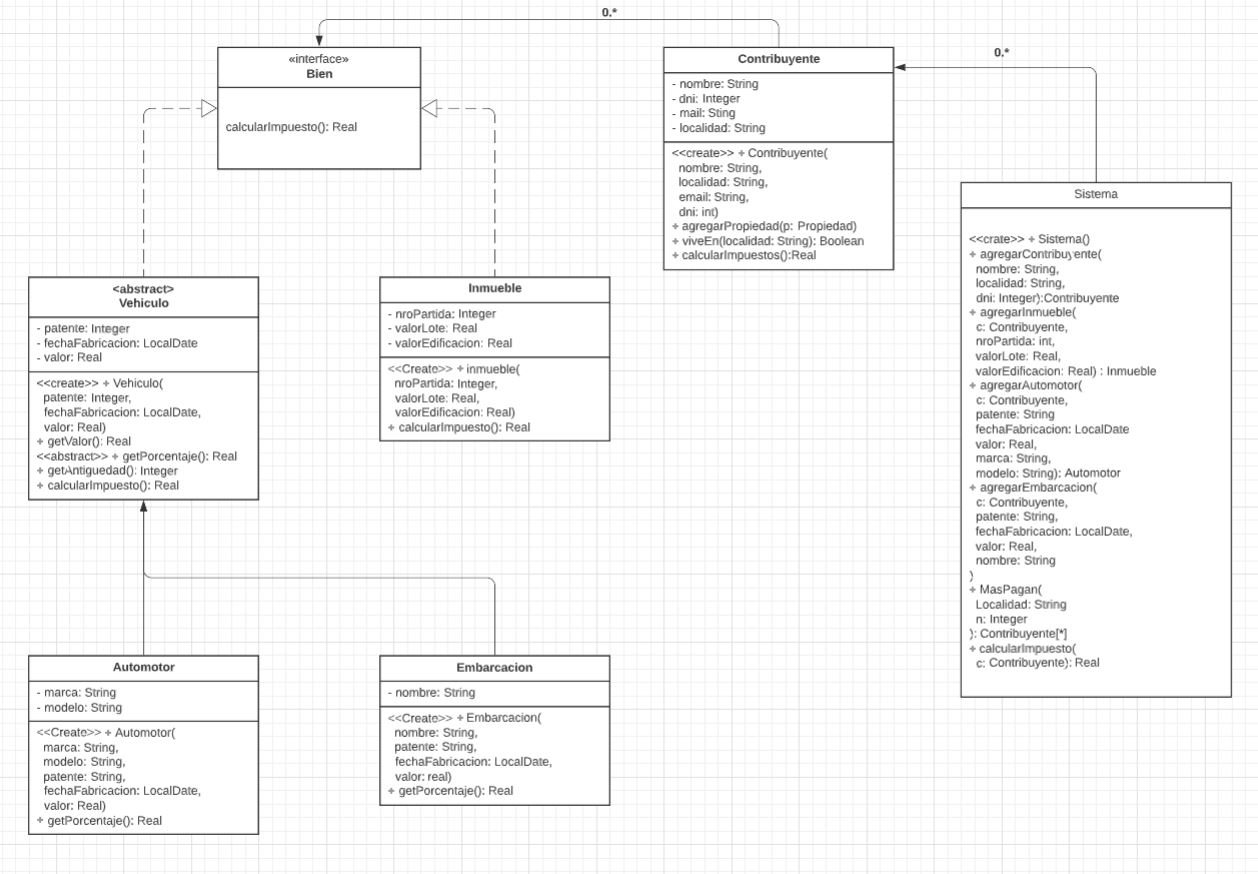 0.*
«interface»
Bien
calcularImpuesto(): Real
Contribuyente
- nombre: String
- dni: Integer
- mail: Sting
- localidad: String
<<create>> + Contribuyente(
nombre: String,
localidad: String,
email: String,
dni: int)
+ agregarPropiedad(p: Propiedad)
+ viveEn(localidad: String): Boolean
+ calcularImpuestos():Real
0.*
Sistema
<<crate>> + Sistema()
+ agregarContribuyente(
nombre: String,
localidad: String,
dni: Integer):Contribuyente
+ agregarInmueble(
c: Contribuyente,
nroPartida: int,
valorLote: Real,
valorEdificacion: Real) : Inmueble
+ agregarAutomotor(
c: Contribuyente,
patente: String
fechaFabricacion: LocalDate
valor: Real,
marca: String,
modelo: String): Automotor
+ agregarEmbarcacion(
c: Contribuyente,
patente: String,
fechaFabricacion: LocalDate,
valor: Real,
nombre: String
)
+ MasPagan(
Localidad: String
n: Integer
): Contribuyente[*]
+ calcularImpuesto(
c: Contribuyente): Real
<abstract>
Vehiculo
- patente: Integer
- fechaFabricacion: LocalDate
- valor: Real
<<create>> + Vehiculo(
patente: Integer,
fechaFabricacion: LocalDate,
valor: Real)
+ getValor(): Real
<<abstract>> + getPorcentaje(): Real
+ getAntiguedad(): Integer
+ calcularImpuesto(): Real
Inmueble
- nroPartida: Integer
- valorLote: Real
- valorEdificacion: Real
<<Create>> + inmueble(
nroPartida: Integer,
valorLote: Real,
valorEdificacion: Real)
+ calcularImpuesto(): Real
Automotor
- marca: String
- modelo: String
<<Create>> + Automotor(
marca: String,
modelo: String,
patente: String,
fechaFabricacion: LocalDate,
valor: Real)
+ getPorcentaje(): Real
Embarcacion
- nombre: String
<<Create>> + Embarcacion(
nombre: String,
patente: String,
fechaFabricacion: LocalDate,
valor: real)
+ getPorcentaje(): Real